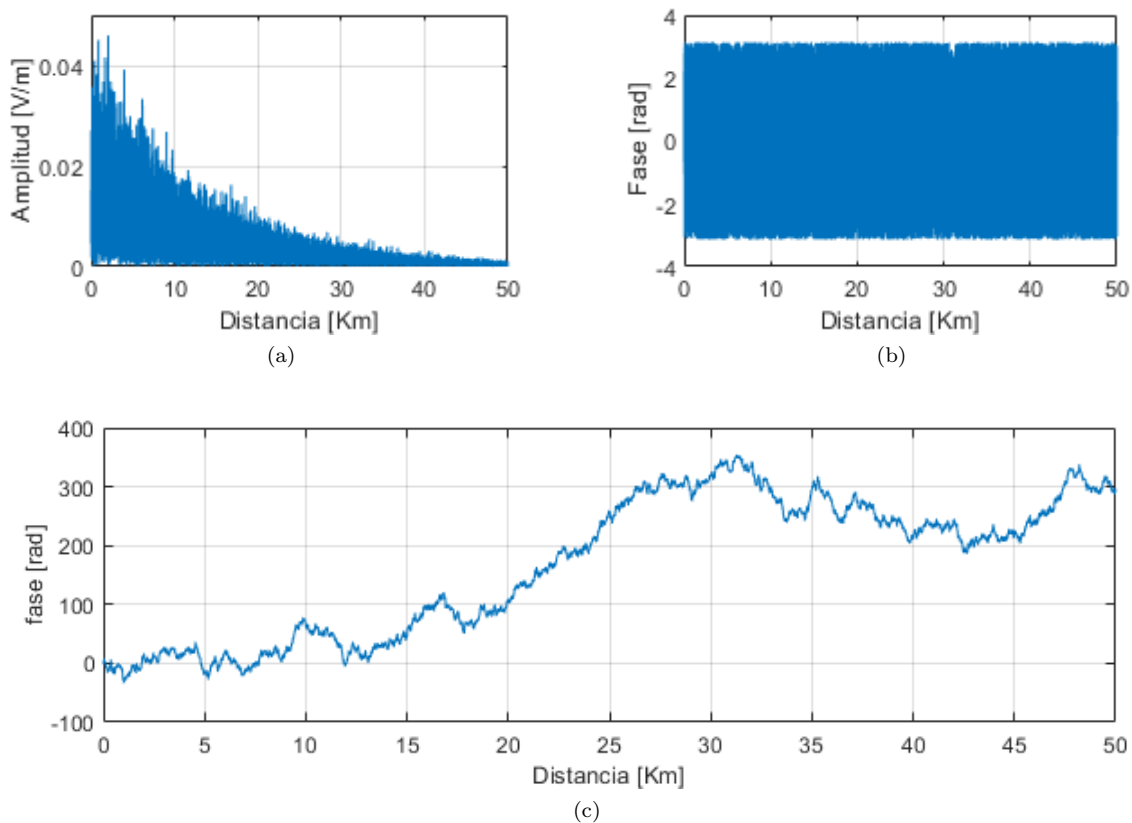 0.04
0.02
0
Amplitud [V/m]
0 10 20 30 40 50
Distancia [Km]
(a)
4
2
0
-2
-4
Fase [rad]
0 10 20 30 40 50
Distancia [Km]
(b)
400
300
200
100
0
-100
fase [rad]
0 5 10 15 20 25 30 35 40 45 50
Distancia [Km]
(c)